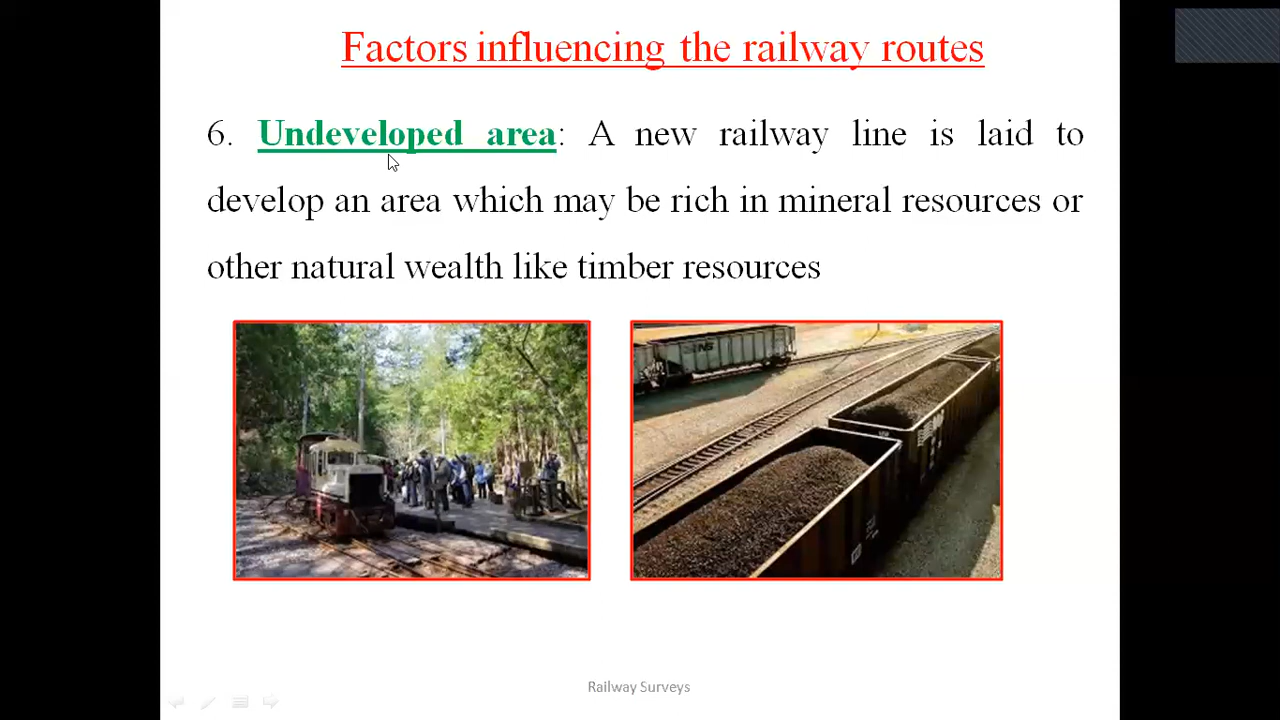 Factors influencing the railway routes
6. Undeveloped area: A new railway line is laid to
develop an area which may be rich in mineral resources or
other natural wealth like timber resources
NS
Railway Surveys